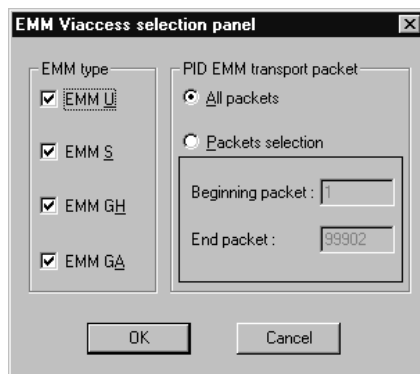 EMM Viaccess selection panel
EMM type
EMM U
EMM S
EMM GH
EMM GA
PID EMM transport packet
All packets
Packets selection
Beginning packet : 1
End packet : 99902
OK Cancel